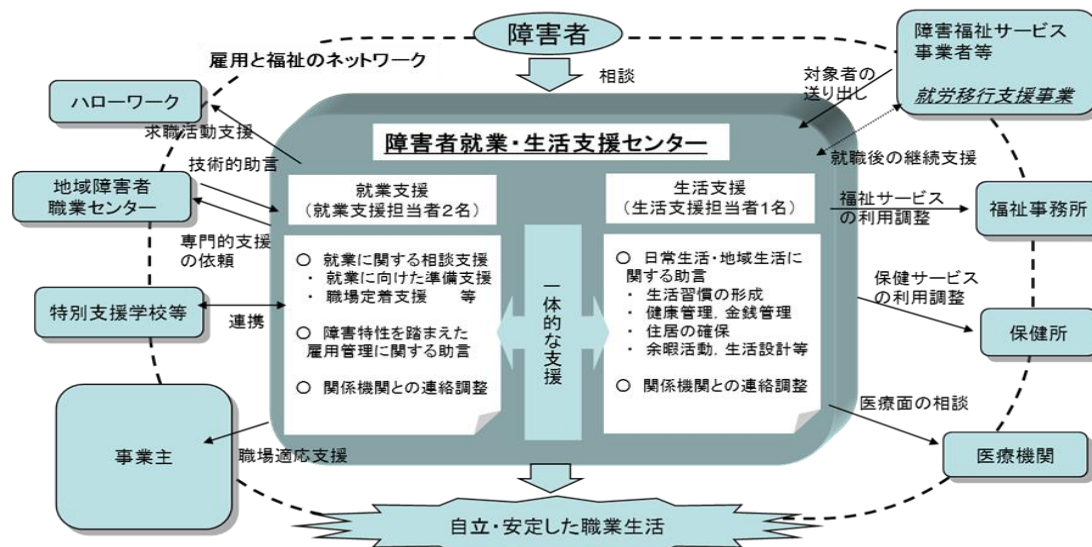 障害者
相談
雇用と福祉のネットワーク
障害福祉サービス
事業者等
就労移行支援事業
対象者の
送り出し
就職後の継続支援
ハローワーク
求職活動支援
技術的助言
地域障害者
職業センター
専門的支援
の依頼
特別支援学校等
連携
事業主
職場適応支援
障害者就業・生活支援センター
就業支援
(就業支援担当者2名)
○ 就業に関する相談支援
・ 就業に向けた準備支援
・ 職場定着支援 等
○ 障害特性を踏まえた
雇用管理に関する助言
○ 関係機関との連絡調整
一体的な支援
生活支援
(生活支援担当者1名)
○ 日常生活・地域生活に
関する助言
・ 生活習慣の形成
・ 健康管理,金銭管理
・ 住居の確保
・ 余暇活動,生活設計等
○ 関係機関との連絡調整
福祉サービス
の利用調整
福祉事務所
保健サービス
の利用調整
保健所
医療面の相談
医療機関
自立・安定した職業生活